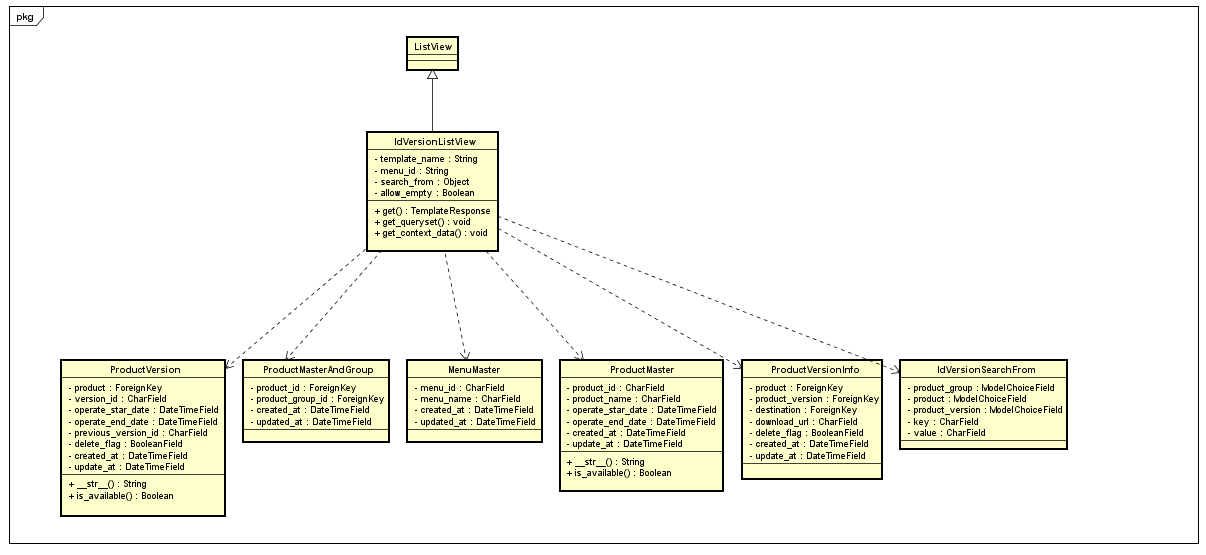 pkg
ListView
IdVersionListView
- template_name : String
- menu_id : String
- search_from : Object
- allow_empty : Boolean
+ get() : TemplateResponse
+ get_queryset() : void
+ get_context_data() : void
ProductVersion
- product : ForeignKey
- version_id : CharField
- operate_star_date : DateTimeField
- operate_end_date : DateTimeField
- previous_version_id : CharField
- delete_flag : BooleanField
- created_at : DateTimeField
- update_at : DateTimeField
+ __str__() : String
+ is_available() : Boolean
ProductMasterAndGroup
- product_id : ForeignKey
- product_group_id : ForeignKey
- created_at : DateTimeField
- updated_at : DateTimeField
MenuMaster
- menu_id : CharField
- menu_name : CharField
- created_at : DateTimeField
- updated_at : DateTimeField
ProductMaster
- product_id : CharField
- product_name : CharField
- operate_star_date : DateTimeField
- operate_end_date : DateTimeField
- created_at : DateTimeField
- update_at : DateTimeField
+ __str__() : String
+ is_available() : Boolean
ProductVersionInfo
- product : ForeignKey
- product_version : ForeignKey
- destination : ForeignKey
- download_url : CharField
- delete_flag : BooleanField
- created_at : DateTimeField
- update_at : DateTimeField
IdVersionSearchFrom
- product_group : ModelChoiceField
- product : ModelChoiceField
- product_version : ModelChoiceField
- key : CharField
- value : CharField